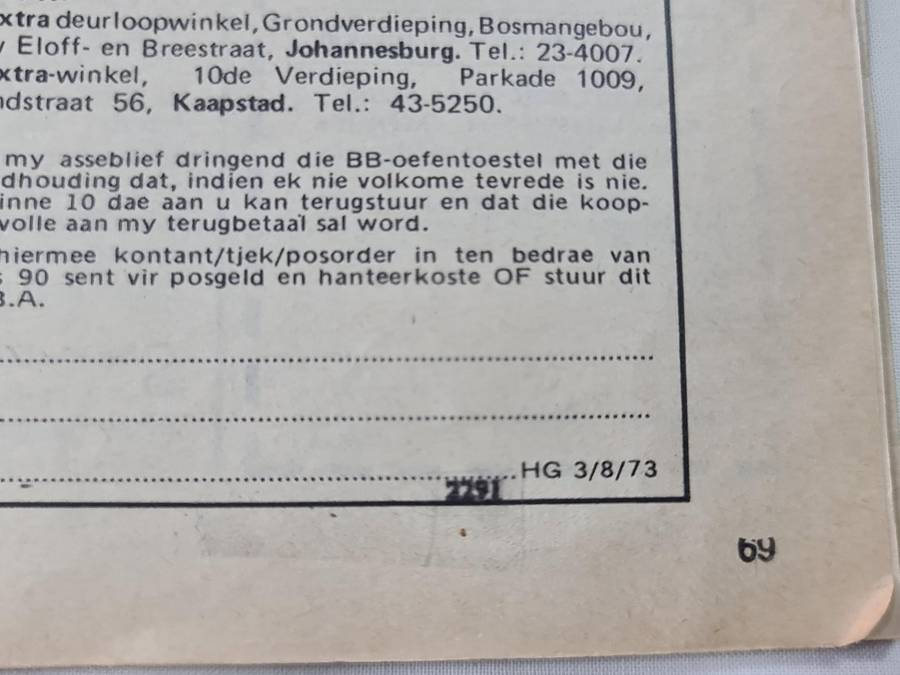 xtra deurloopwinkel, Grondverdieping, Bosmangebou,
Eloff- en Breestraat, Johannesburg. Tel.: 23-4007.
xtra-winkel, 10de Verdieping, Parkade 1009,
ndstraat 56, Kaapstad. Tel.: 43-5250.
my asseblief dringend die BB-oefentoestel met die
dhouding dat, indien ek nie volkome tevrede is nie.
inne 10 dae aan u kan terugstuur en dat die koop-
volle aan my terugbetaal sal word.
hiermee kontant/tjek/posorder in ten bedrae van
s 90 sent vir posgeld en hanteerkoste OF stuur dit
B.A.
HG 3/8/73
2291
69